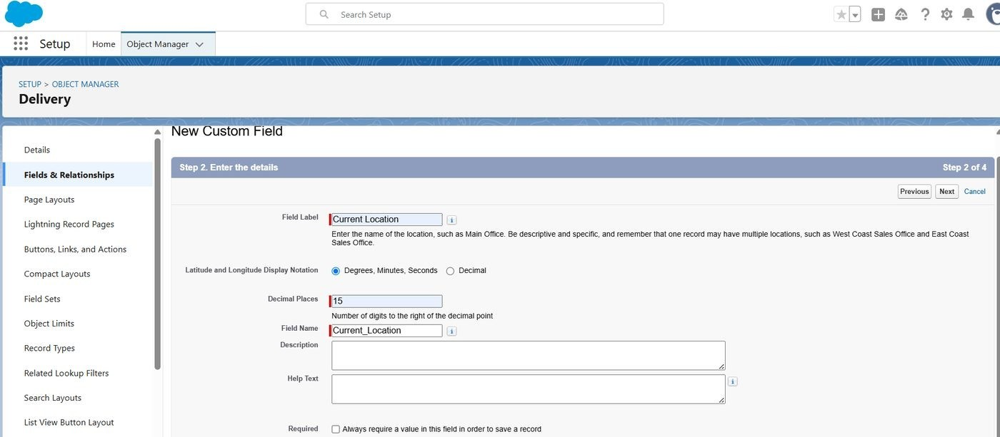 Search Setup
Setup
Home
Object Manager
SETUP > OBJECT MANAGER
Delivery
Details
Fields & Relationships
Page Layouts
Lightning Record Pages
Buttons, Links, and Actions
Compact Layouts
Field Sets
Object Limits
Record Types
Related Lookup Filters
Search Layouts
List View Button Layout
New Custom Field
Step 2. Enter the details
Step 2 of 4
Previous
Next
Cancel
Field Label
Current Location
i
Enter the name of the location, such as Main Office. Be descriptive and specific, and remember that one record may have multiple locations, such as West Coast Sales Office and East Coast
Sales Office.
Latitude and Longitude Display Notation
Degrees, Minutes, Seconds
Decimal
Decimal Places
15
Number of digits to the right of the decimal point
Field Name
Current_Location
i
Description
Help Text
i
Required
Always require a value in this field in order to save a record